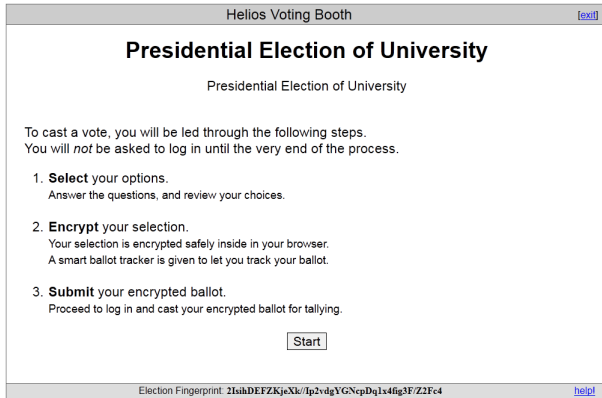 Helios Voting Booth [exit]
Presidential Election of University
Presidential Election of University
To cast a vote, you will be led through the following steps.
You will not be asked to log in until the very end of the process.
1. Select your options.
Answer the questions, and review your choices.
2. Encrypt your selection.
Your selection is encrypted safely inside in your browser.
A smart ballot tracker is given to let you track your ballot.
3. Submit your encrypted ballot.
Proceed to log in and cast your encrypted ballot for tallying.
Start
Election Fingerprint: 2IsihDEFZKjeXk//Ip2vdgYGNcpDq1x4fig3F/Z2Fc4 help!